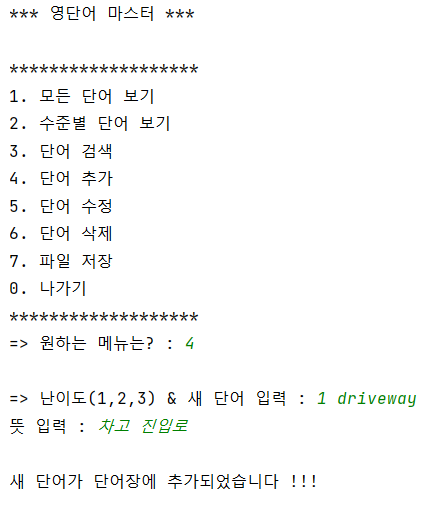 *** 영단어 마스터 ***
*******************
1. 모든 단어 보기
2. 수준별 단어 보기
3. 단어 검색
4. 단어 추가
5. 단어 수정
6. 단어 삭제
7. 파일 저장
0. 나가기
*******************
=> 원하는 메뉴는? : 4
=> 난이도(1,2,3) & 새 단어 입력 : 1 driveway
뜻 입력 : 차고 진입로
새 단어가 단어장에 추가되었습니다 !!!